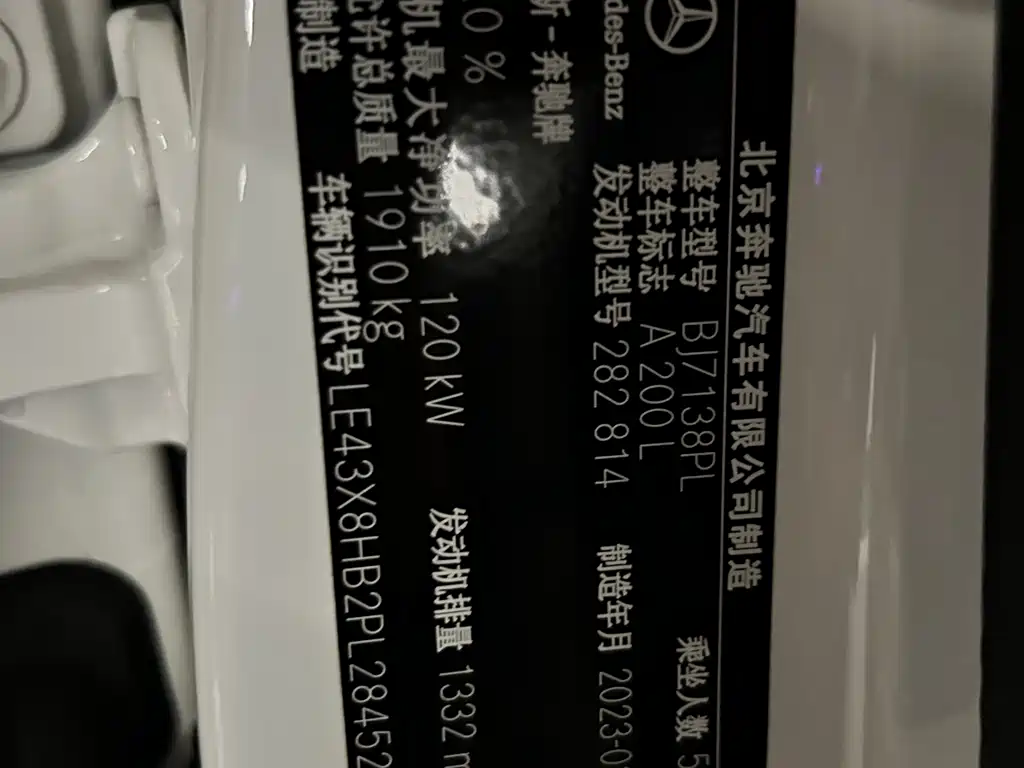 北京奔驰汽车有限公司制造
整车型号 BJ7138PL 乘坐人数 5
整车标志 A 200 L
des-Benz 发动机型号 282 814 制造年月 2023-0
- 奔驰牌
0 %
机最大净功率 120 kW 发动机排量 1332 m
许总质量 1910 kg
制造 车辆识别代号 LE43X8HB2PL28452